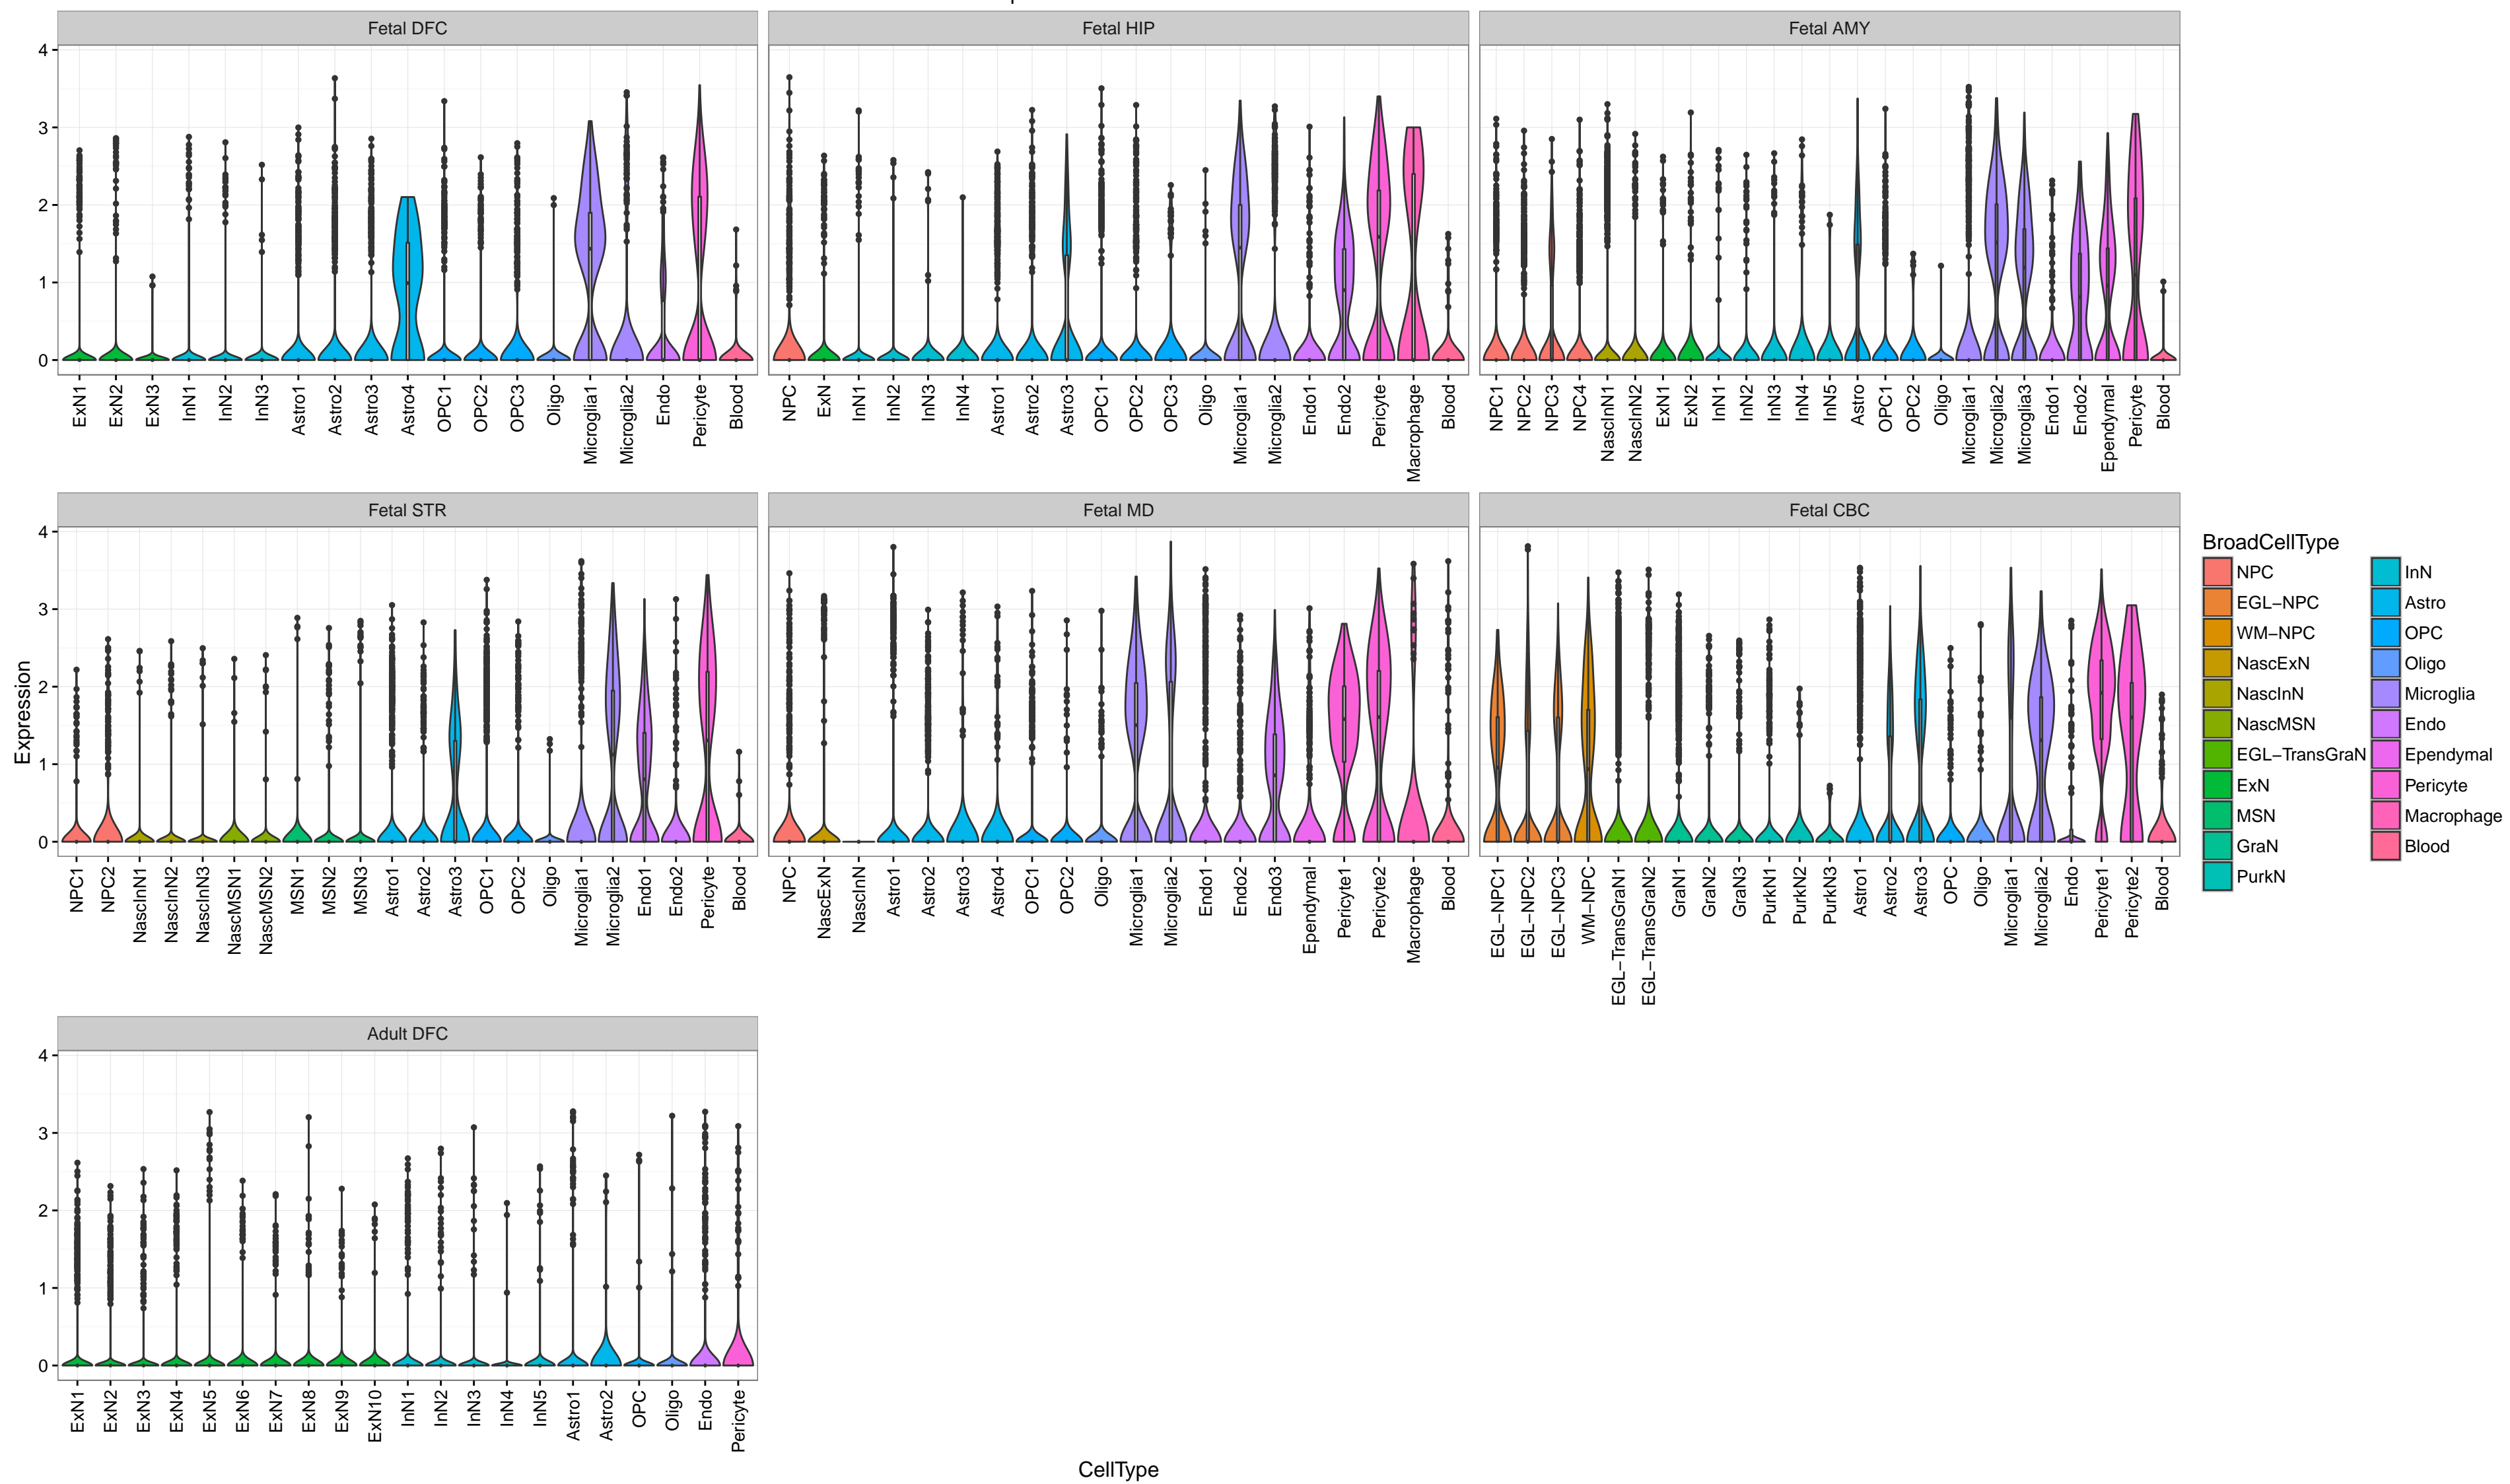 Fetal DFC
Fetal HIP
Fetal AMY
4
3
2
1
0
ExN1 ExN2 ExN3 InN1 InN2 InN3 Astro1 Astro2 Astro3 Astro4 OPC1 OPC2 OPC3 Oligo Microglia1 Microglia2 Endo Pericyte Blood
NPC ExN InN1 InN2 InN3 InN4 Astro1 Astro2 Astro3 OPC1 OPC2 OPC3 Oligo Microglia1 Microglia2 Endo1 Endo2 Pericyte Macrophage Blood
NPC1 NPC2 NPC3 NPC4 NascInN1 NascInN2 ExN1 ExN2 InN1 InN2 InN3 InN4 InN5 Astro OPC1 OPC2 Oligo Microglia1 Microglia2 Microglia3 Endo1 Endo2 Ependymal Pericyte Blood
Fetal STR
Fetal MD
Fetal CBC
Expression
4
3
2
1
0
NPC1 NPC2 NascInN1 NascInN2 NascInN3 NascMSN1 NascMSN2 MSN1 MSN2 MSN3 Astro1 Astro2 Astro3 OPC1 OPC2 Oligo Microglia1 Microglia2 Endo1 Endo2 Pericyte Blood
NPC NascExN NascInN Astro1 Astro2 Astro3 Astro4 OPC1 OPC2 Oligo Microglia1 Microglia2 Endo1 Endo2 Endo3 Ependymal Pericyte1 Pericyte2 Macrophage Blood
EGL−NPC1 EGL−NPC2 EGL−NPC3 WM−NPC EGL−TransGraN1 EGL−TransGraN2 GraN1 GraN2 GraN3 PurkN1 PurkN2 PurkN3 Astro1 Astro2 Astro3 OPC Oligo Microglia1 Microglia2 Endo Pericyte1 Pericyte2 Blood
BroadCellType
NPC
EGL−NPC
WM−NPC
NascExN
NascInN
NascMSN
EGL−TransGraN
ExN
MSN
GraN
PurkN
InN
Astro
OPC
Oligo
Microglia
Endo
Ependymal
Pericyte
Macrophage
Blood
Adult DFC
4
3
2
1
0
ExN1 ExN2 ExN3 ExN4 ExN5 ExN6 ExN7 ExN8 ExN9 ExN10 InN1 InN2 InN3 InN4 InN5 Astro1 Astro2 OPC Oligo Endo Pericyte
CellType